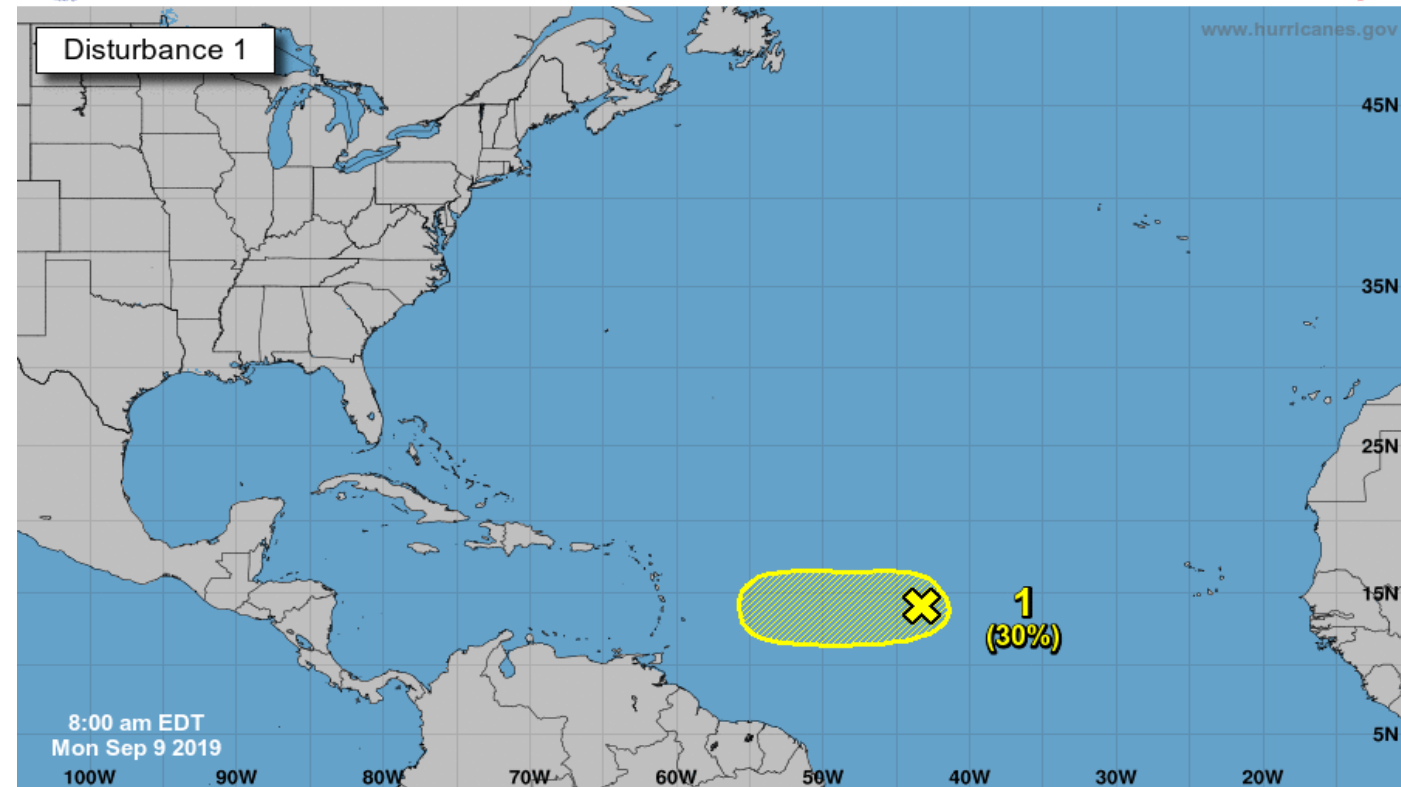 Disturbance 1
www.hurricanes.gov
45N
35N
25N
15N
1
(30%)
5N
8:00 am EDT
Mon Sep 9 2019
100W 90W 80W 70W 60W 50W 40W 30W 20W